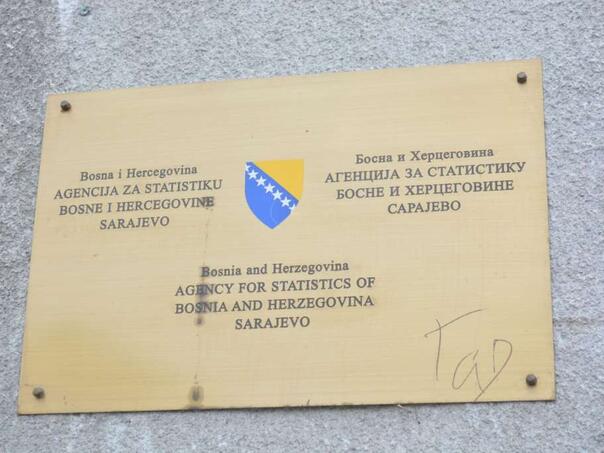 Bosna i Hercegovina
AGENCIJA ZA STATISTIKU
BOSNE I HERCEGOVINE
SARAJEVO
Босна и Херцеговина
АГЕНЦИЈА ЗА СТАТИСТИКУ
БОСНЕ И ХЕРЦЕГОВИНЕ
САРАЈЕВО
Bosnia and Herzegovina
AGENCY FOR STATISTICS OF
BOSNIA AND HERZEGOVINA
SARAJEVO